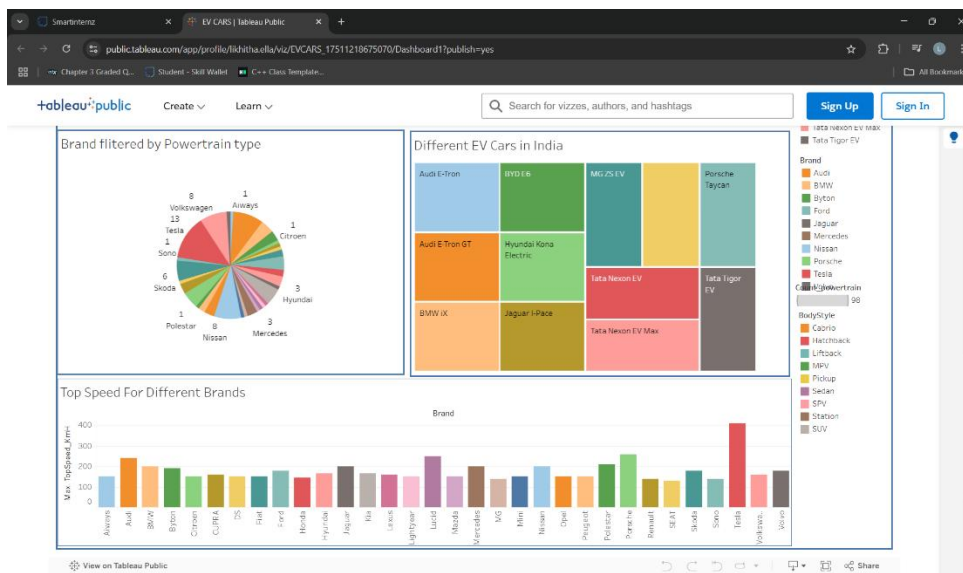 Smartinternz
EV CARS | Tableau Public
public.tableau.com/app/profile/likhitha.ella/viz/EVCARS_17511218675070/Dashboard1?publish=yes
Chapter 3 Graded Q...
Student - Skill Wallet
C++ Class Template...
All Bookmark
+ableau public
Create
Learn
Search for vizzes, authors, and hashtags
Sign Up
Sign In
Brand flitered by Powertrain type
8
Volkswagen
13
Tesla
1
Sono
6
Skoda
1
Polestar
8
Nissan
3
Mercedes
3
Hyundai
1
Citroen
1
Aiways
Different EV Cars in India
Audi E-Tron
BYD E6
MG ZS EV
Porsche
Taycan
Audi E-Tron GT
Hyundai Kona
Electric
Tata Nexon EV
Tata Tigor
EV
BMW iX
Jaguar I-Pace
Tata Nexon EV Max
Tata Nexon EV Max
Tata Tigor EV
Brand
Audi
BMW
Byton
Ford
Jaguar
Mercedes
Nissan
Porsche
Tesla
98
BodyStyle
Cabrio
Hatchback
Liftback
MPV
Pickup
Sedan
SPV
Station
SUV
Top Speed For Different Brands
Brand
Max. TopSpeed_KmH
400
300
200
100
0
Aiways
Audi
BMW
Byton
Citroen
CUPRA
DS
Fiat
Ford
Honda
Hyundai
Jaguar
Kia
Lexus
Lightyear
Lucid
Mazda
Mercedes
MG
Mini
Nissan
Opel
Peugeot
Polestar
Porsche
Renault
SEAT
Skoda
Sono
Tesla
Volkswa..
Volvo
View on Tableau Public
Share